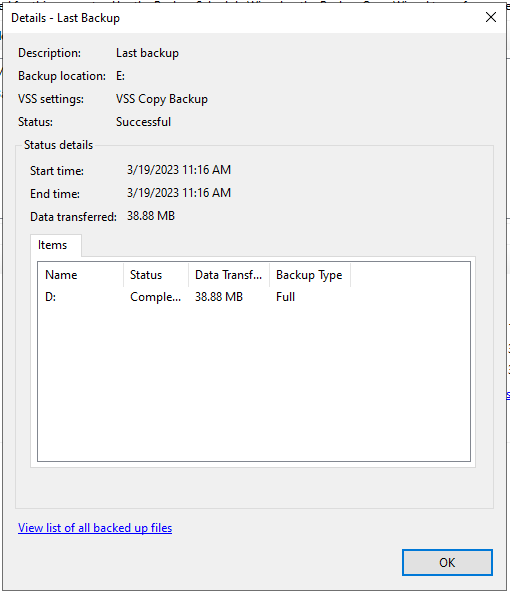 Details - Last Backup
Description: Last backup
Backup location: E:
VSS settings: VSS Copy Backup
Status: Successful
Status details
Start time: 3/19/2023 11:16 AM
End time: 3/19/2023 11:16 AM
Data transferred: 38.88 MB
Items
Name Status Data Transf... Backup Type
D: Comple... 38.88 MB Full
View list of all backed up files
OK